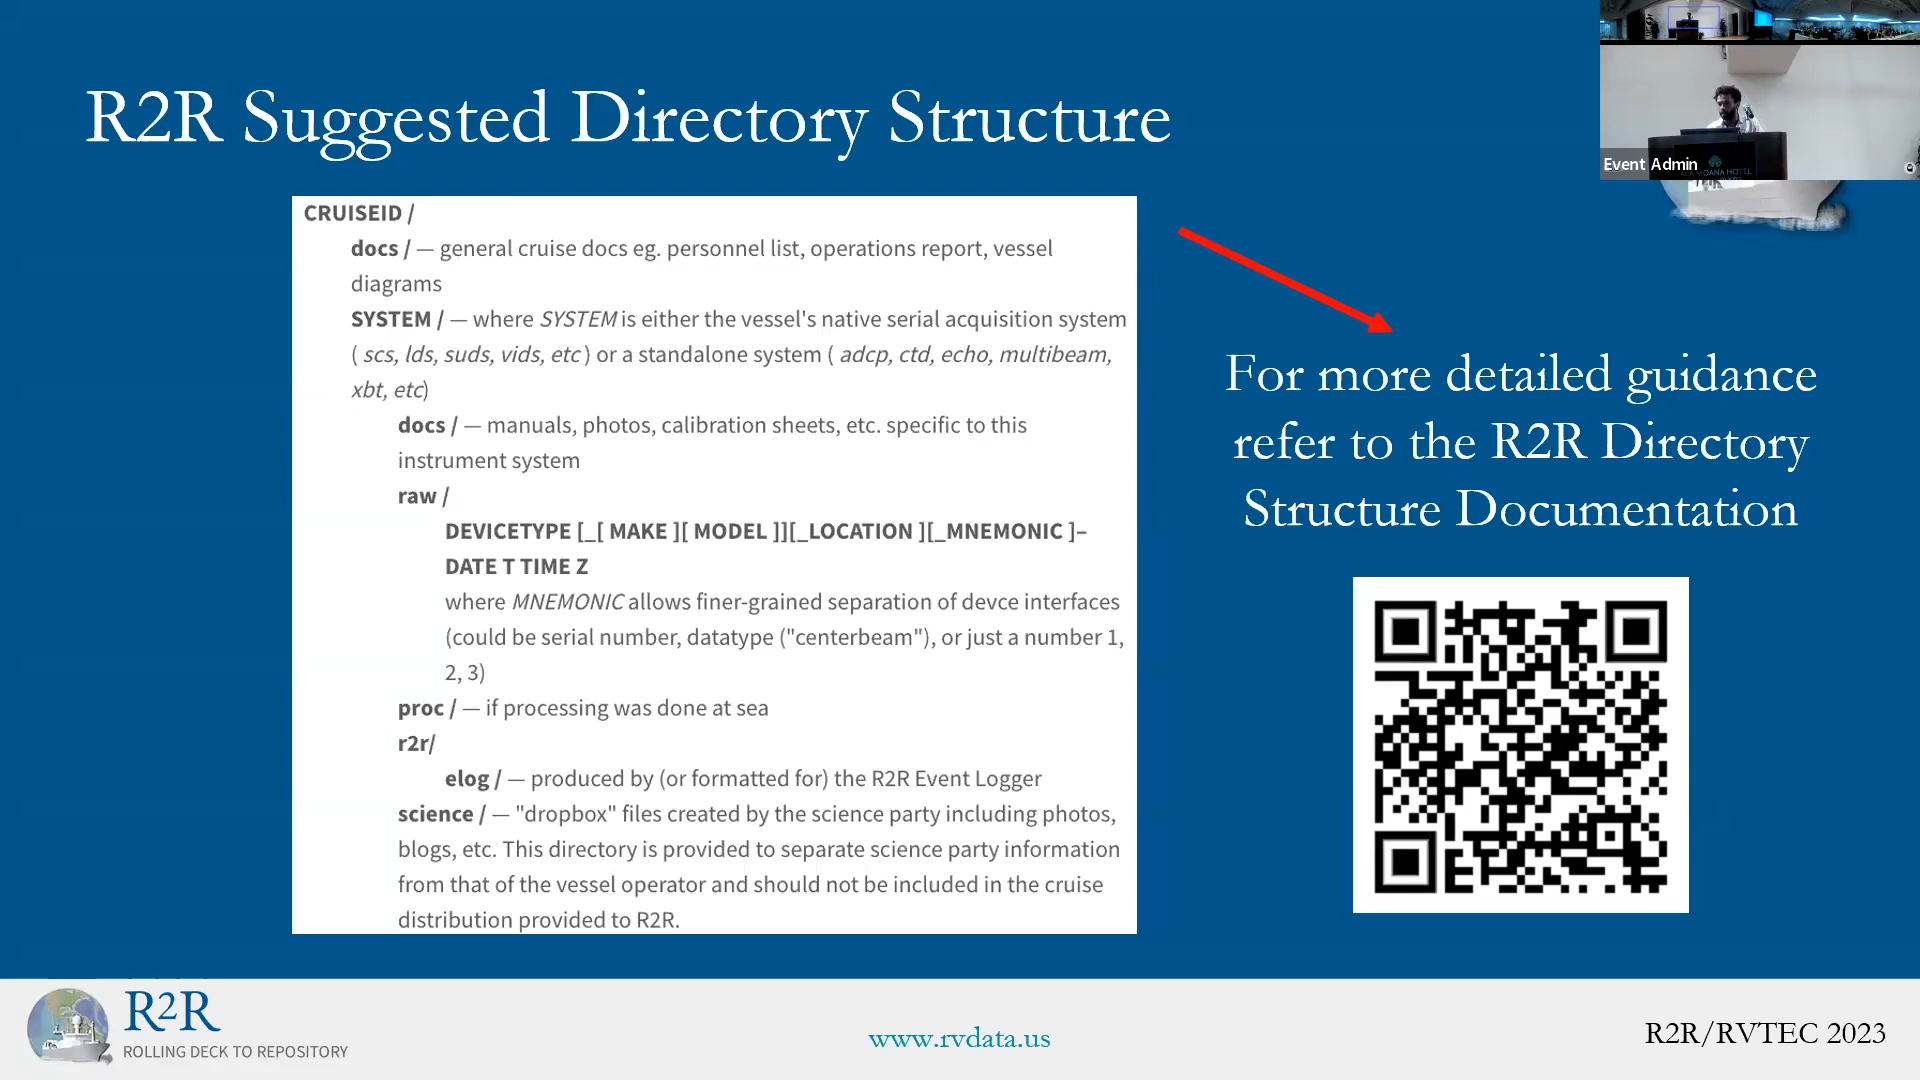 R2R Suggested Directory Structure
Event Admin
ALA MOANA HOTEL
CRUISEID /
docs / — general cruise docs eg. personnel list, operations report, vessel
diagrams
SYSTEM / — where SYSTEM is either the vessel's native serial acquisition system
( scs, lds, suds, vids, etc ) or a standalone system ( adcp, ctd, echo, multibeam,
xbt, etc)
docs / — manuals, photos, calibration sheets, etc. specific to this
instrument system
raw /
DEVICETYPE [_[ MAKE ][ MODEL ]][_LOCATION ][_MNEMONIC ]–
DATE T TIME Z
where MNEMONIC allows finer-grained separation of devce interfaces
(could be serial number, datatype ("centerbeam"), or just a number 1,
2, 3)
proc / — if processing was done at sea
r2r/
elog / — produced by (or formatted for) the R2R Event Logger
science / — "dropbox" files created by the science party including photos,
blogs, etc. This directory is provided to separate science party information
from that of the vessel operator and should not be included in the cruise
distribution provided to R2R.
For more detailed guidance
refer to the R2R Directory
Structure Documentation
R2R
ROLLING DECK TO REPOSITORY
www.rvdata.us
R2R/RVTEC 2023